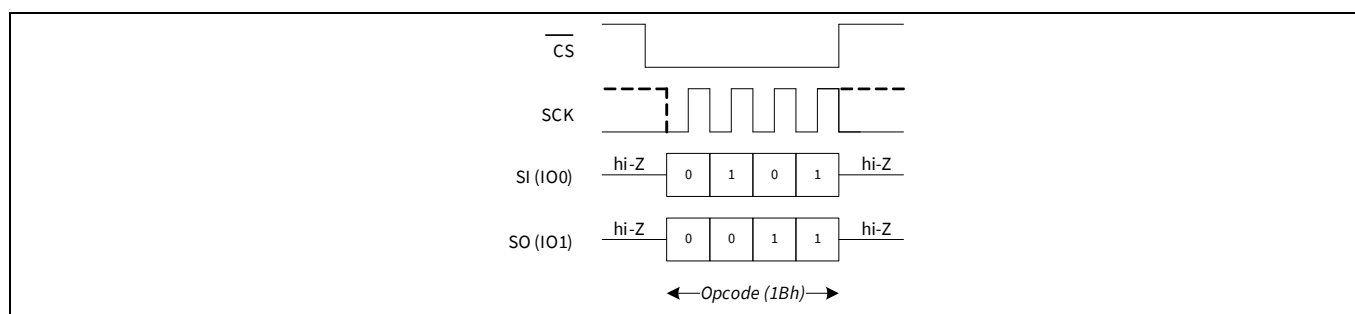 CS
SCK
hi-Z 0 1 0 1 hi-Z
SI (IO0)
hi-Z 0 0 1 1 hi-Z
SO (IO1)
Opcode (1Bh)